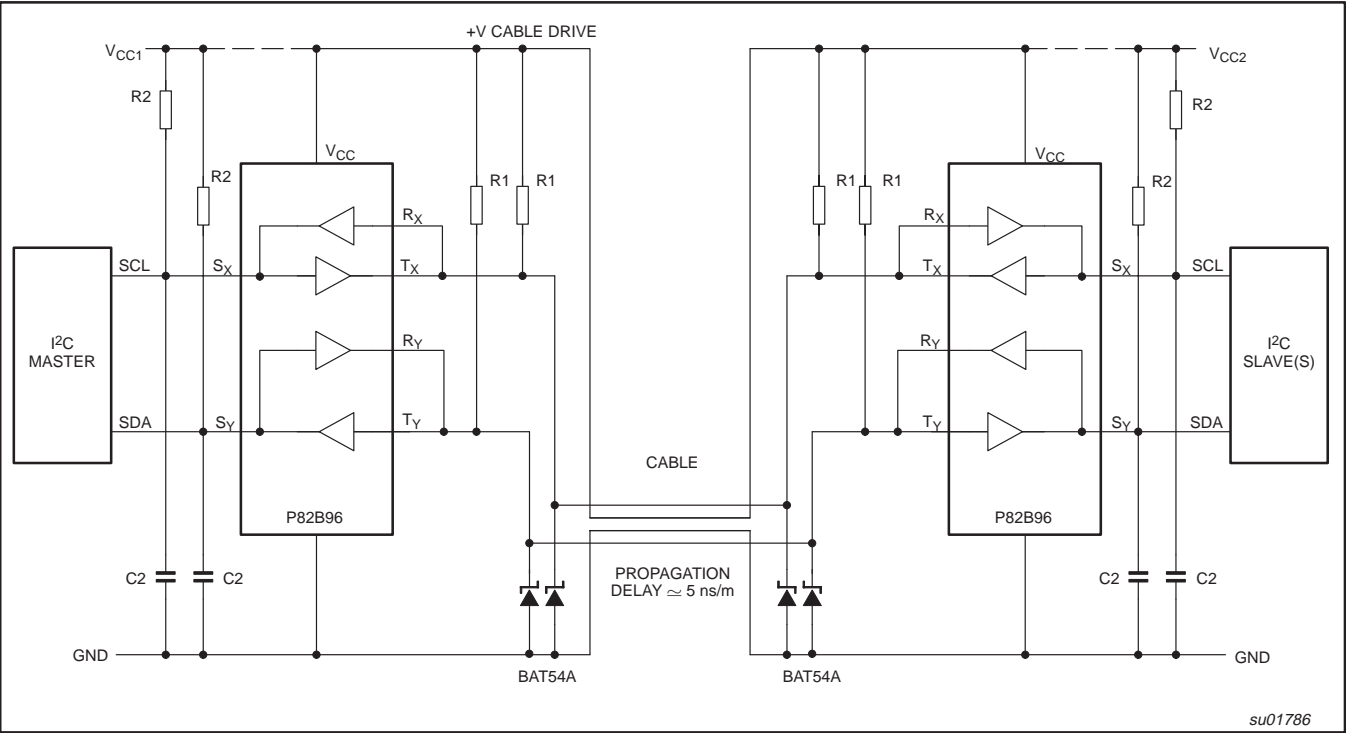 +V CABLE DRIVE
VCC1
VCC2
R2
R2
R2
R2
VCC
VCC
R1
R1
R1
R1
RX
RX
SCL
SX
TX
TX
SX
SCL
I2C
MASTER
RY
RY
I2C
SLAVE(S)
SDA
SY
TY
TY
SY
SDA
CABLE
P82B96
P82B96
C2
C2
PROPAGATION
DELAY ≃ 5 ns/m
C2
C2
GND
GND
BAT54A
BAT54A
su01786